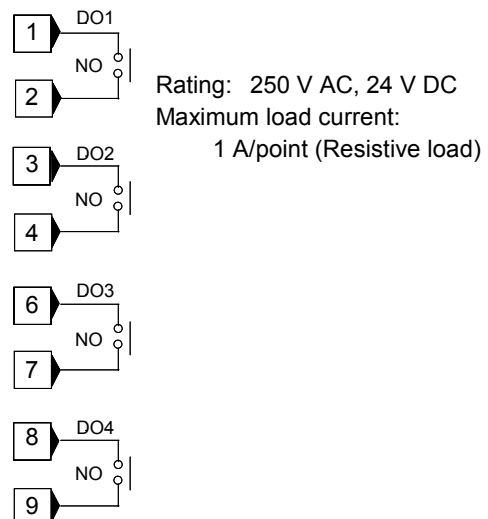 1
DO1
NO
2
Rating: 250 V AC, 24 V DC
Maximum load current:
1 A/point (Resistive load)
3
DO2
NO
4
6
DO3
NO
7
8
DO4
NO
9